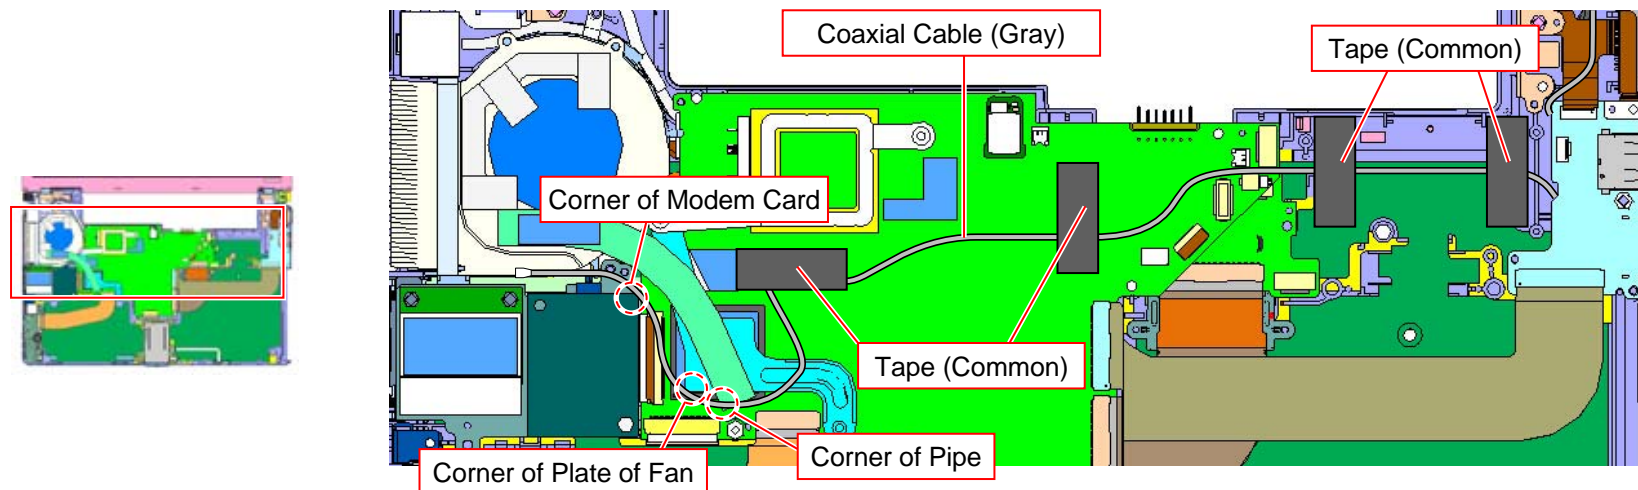 Coaxial Cable (Gray)
Tape (Common)
Corner of Modem Card
Tape (Common)
Corner of Pipe
Corner of Plate of Fan